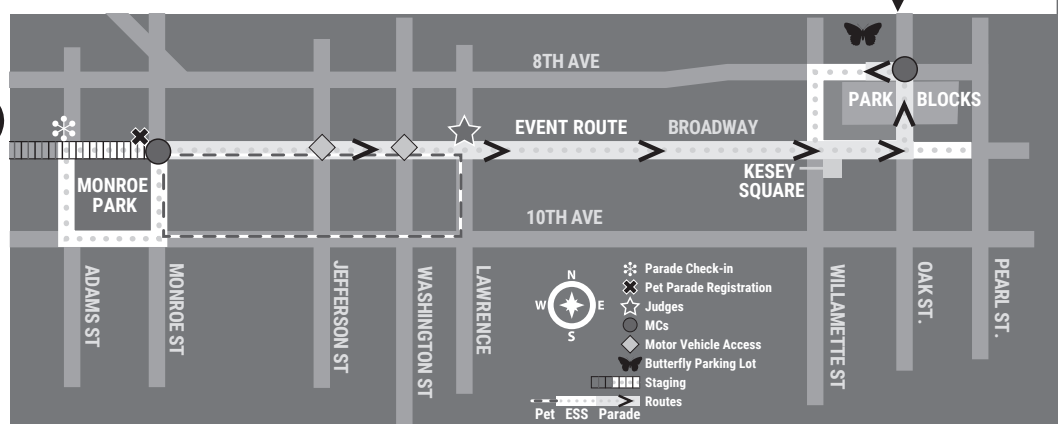 8TH AVE
PARK BLOCKS
EVENT ROUTE BROADWAY
KESEY
SQUARE
MONROE
PARK
10TH AVE
ADAMS ST
MONROE ST
JEFFERSON ST
WASHINGTON ST
LAWRENCE
WILLAMETTE ST
OAK ST.
PEARL ST.
N
W E
S
Parade Check-in
Pet Parade Registration
Judges
MCs
Motor Vehicle Access
Butterfly Parking Lot
Staging
Routes
Pet ESS Parade